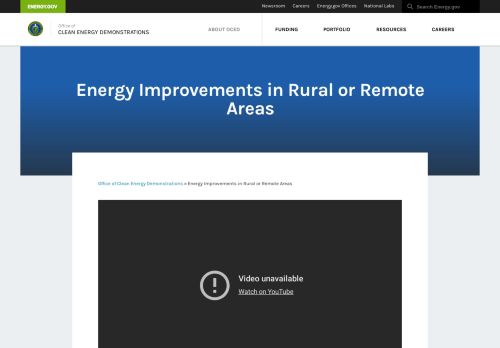 ENERGY.GOV
Newsroom Careers Energy.gov Offices National Labs Search Energy.gov
Office of
CLEAN ENERGY DEMONSTRATIONS
ABOUT OCED FUNDING PORTFOLIO RESOURCES CAREERS
Energy Improvements in Rural or Remote
Areas
Office of Clean Energy Demonstrations » Energy Improvements in Rural or Remote Areas
Video unavailable
Watch on YouTube